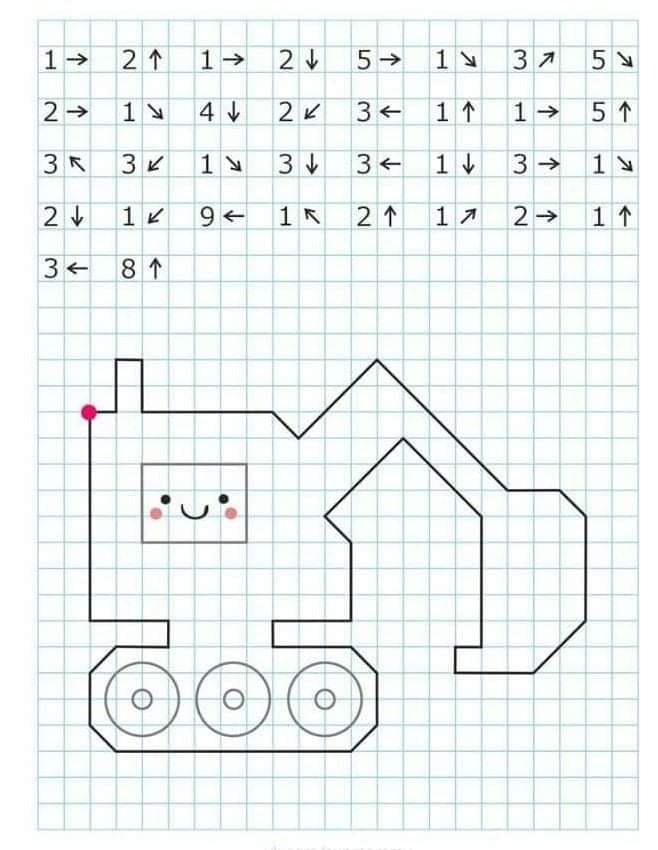 1→ 2↑ 1→ 2↓ 5→ 1↘ 3↗ 5↘
2→ 1↘ 4↓ 2↙ 3← 1↑ 1→ 5↑
3↖ 3↙ 1↘ 3↓ 3← 1↓ 3→ 1↘
2↓ 1↙ 9← 1↖ 2↑ 1↗ 2→ 1↑
3← 8↑